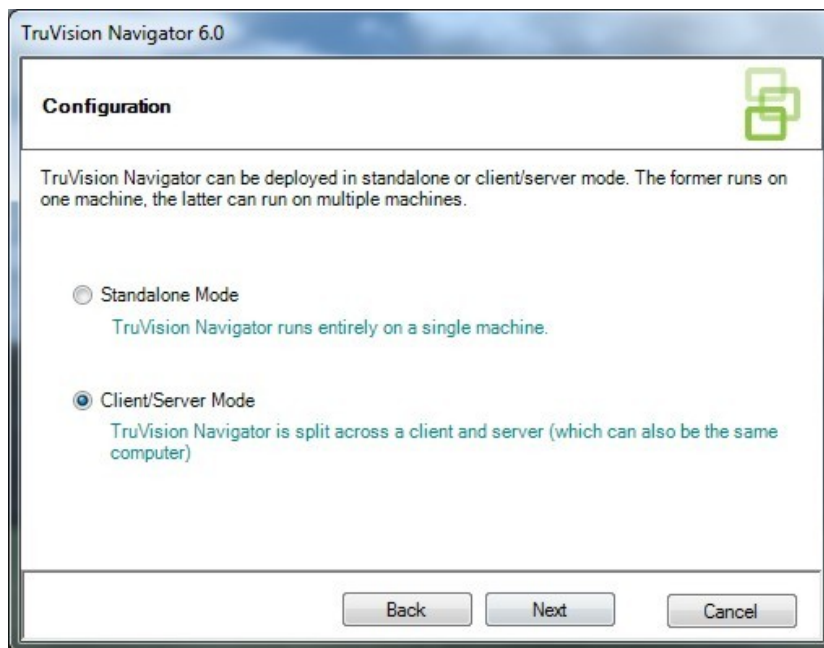 TruVision Navigator 6.0
Configuration
TruVision Navigator can be deployed in standalone or client/server mode. The former runs on
one machine, the latter can run on multiple machines.
Standalone Mode
TruVision Navigator runs entirely on a single machine.
Client/Server Mode
TruVision Navigator is split across a client and server (which can also be the same
computer)
Back
Next
Cancel